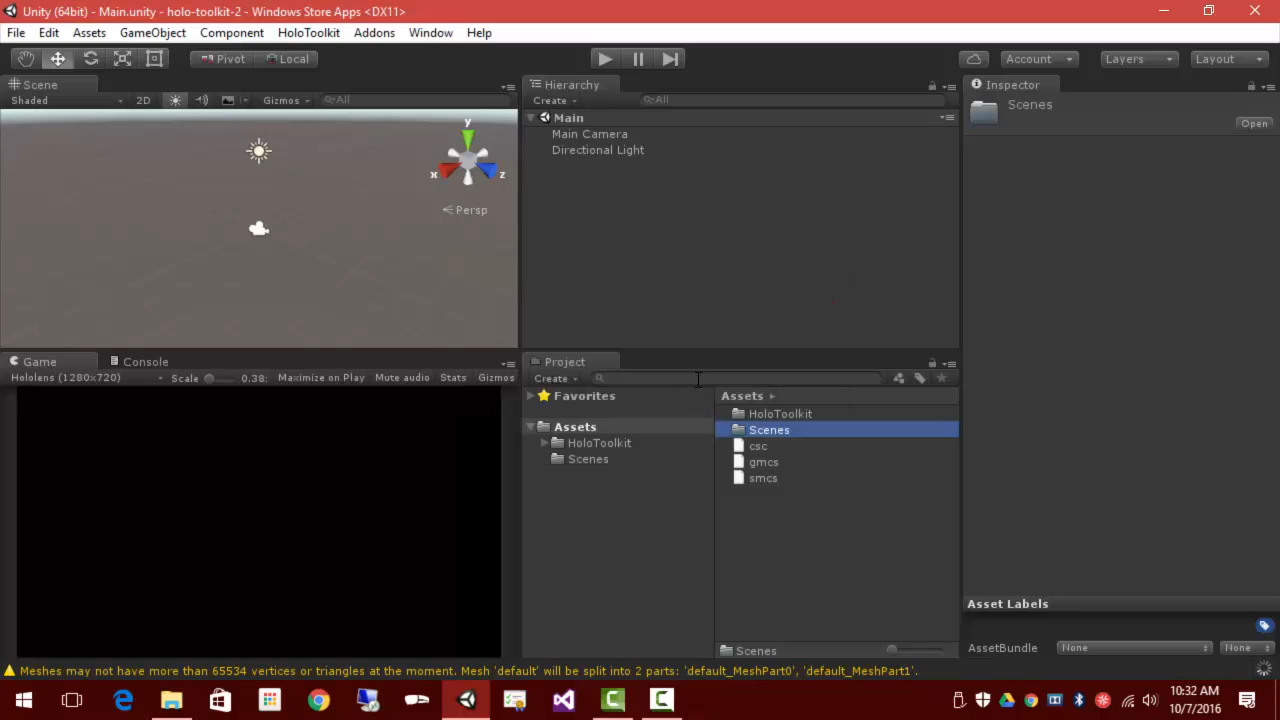 Unity (64bit) - Main.unity - holo-toolkit-2 - Windows Store Apps <DX11>
File Edit Assets GameObject Component HoloToolkit Addons Window Help
Pivot Local Account Layers Layout
Scene
Shaded 2D Gizmos All
y
x z
Persp
Hierarchy
Create All
Main
Main Camera
Directional Light
Inspector
Scenes
Open
Game Console
Hololens (1280x720) Scale 0.38: Maximize on Play Mute audio Stats Gizmos
Project
Create
Favorites
Assets
HoloToolkit
Scenes
Assets
HoloToolkit
Scenes
csc
gmcs
smcs
Scenes
Asset Labels
AssetBundle None None
Meshes may not have more than 65534 vertices or triangles at the moment. Mesh 'default' will be split into 2 parts: 'default_MeshPart0', 'default_MeshPart1'.
10:32 AM
10/7/2016